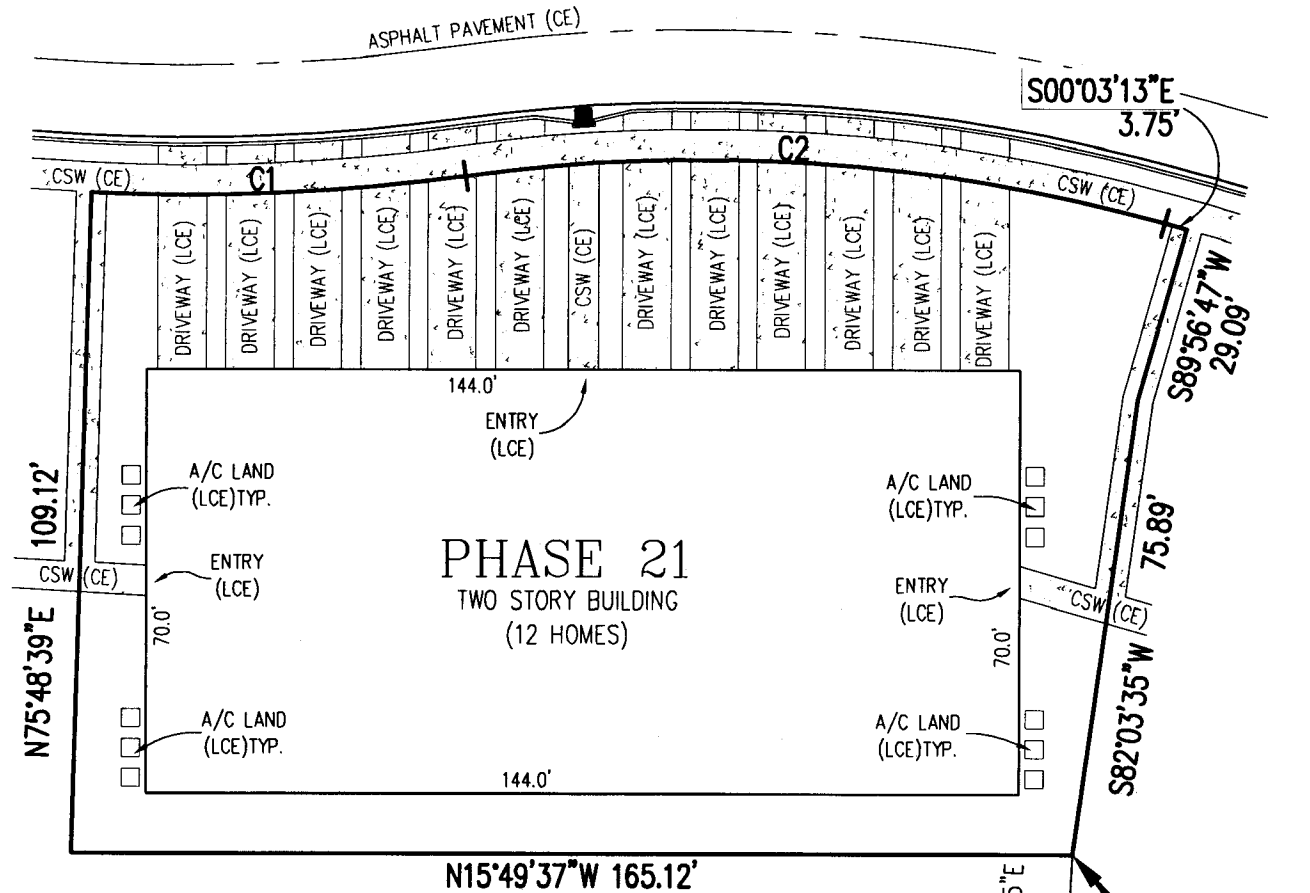 ASPHALT PAVEMENT (CE)
S00°03'13"E
3.75'
C1
C2
CSW (CE)
CSW (CE)
DRIVEWAY (LCE)
DRIVEWAY (LCE)
DRIVEWAY (LCE)
DRIVEWAY (LCE)
DRIVEWAY (LCE)
DRIVEWAY (LCE)
CSW (CE)
DRIVEWAY (LCE)
DRIVEWAY (LCE)
DRIVEWAY (LCE)
DRIVEWAY (LCE)
DRIVEWAY (LCE)
DRIVEWAY (LCE)
S89°56'47"W
29.09'
144.0'
ENTRY
(LCE)
109.12'
A/C LAND
(LCE)TYP.
A/C LAND
(LCE)TYP.
75.89'
PHASE 21
TWO STORY BUILDING
(12 HOMES)
CSW (CE)
ENTRY
(LCE)
ENTRY
(LCE)
CSW (CE)
70.0'
70.0'
N75°48'39"E
S82°03'35"W
A/C LAND
(LCE)TYP.
A/C LAND
(LCE)TYP.
144.0'
N15°49'37"W 165.12'
5"E